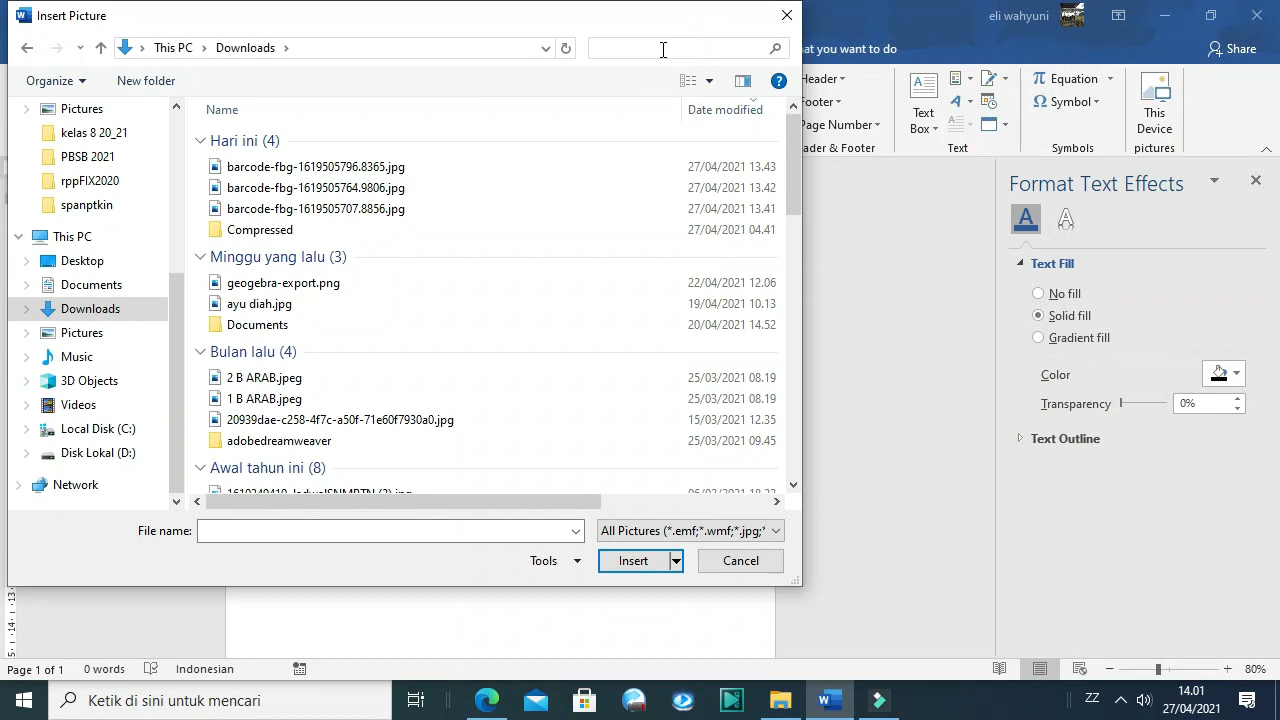 Insert Picture
eli wahyuni
This PC
Downloads
hat you want to do
Share
Organize
New folder
Header
Footer
Page Number
Text
Box
Equation
Symbol
This
Device
ader & Footer
Text
Symbols
pictures
Pictures
kelas 8 20_21
PBSB 2021
rppFIX2020
spanptkin
This PC
Desktop
Documents
Downloads
Pictures
Music
3D Objects
Videos
Local Disk (C:)
Disk Lokal (D:)
Network
Name
Date modified
Hari ini (4)
barcode-fbg-1619505796.8365.jpg 27/04/2021 13.43
barcode-fbg-1619505764.9806.jpg 27/04/2021 13.42
barcode-fbg-1619505707.8856.jpg 27/04/2021 13.41
Compressed 27/04/2021 04.41
Minggu yang lalu (3)
geogebra-export.png 22/04/2021 12.06
ayu diah.jpg 19/04/2021 10.13
Documents 20/04/2021 14.52
Bulan lalu (4)
2 B ARAB.jpeg 25/03/2021 08.19
1 B ARAB.jpeg 25/03/2021 08.19
20939dae-c258-4f7c-a50f-71e60f7930a0.jpg 15/03/2021 12.35
adobedreamweaver 25/03/2021 09.45
Awal tahun ini (8)
File name:
All Pictures (*.emf;*.wmf;*.jpg;*
Tools
Insert
Cancel
Format Text Effects
Text Fill
No fill
Solid fill
Gradient fill
Color
Transparency 0%
Text Outline
Page 1 of 1
0 words
Indonesian
80%
Ketik di sini untuk mencari
ZZ
14.01
27/04/2021